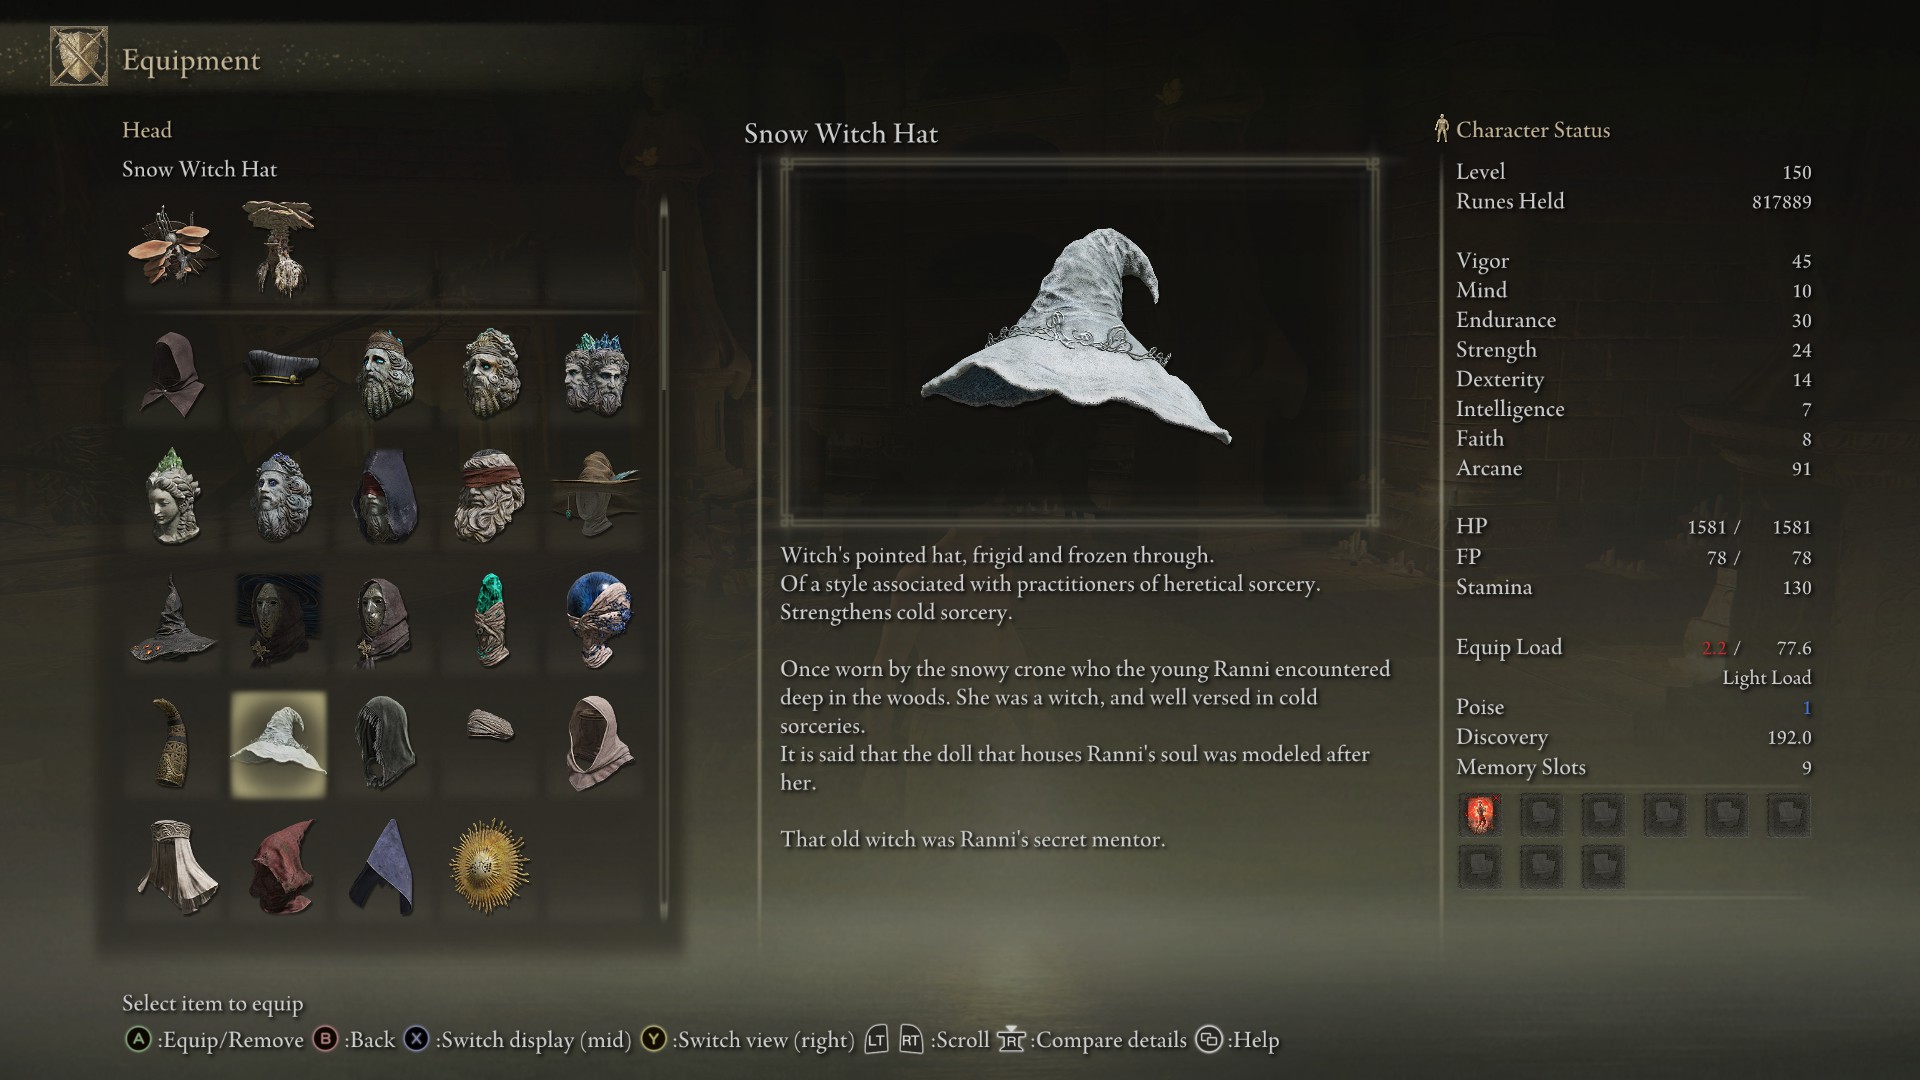 Equipment
Head
Snow Witch Hat
Snow Witch Hat
Witch's pointed hat, frigid and frozen through.
Of a style associated with practitioners of heretical sorcery.
Strengthens cold sorcery.
Once worn by the snowy crone who the young Ranni encountered
deep in the woods. She was a witch, and well versed in cold
sorceries.
It is said that the doll that houses Ranni's soul was modeled after
her.
That old witch was Ranni's secret mentor.
Character Status
Level 150
Runes Held 817889
Vigor 45
Mind 10
Endurance 30
Strength 24
Dexterity 14
Intelligence 7
Faith 8
Arcane 91
HP 1581 / 1581
FP 78 / 78
Stamina 130
Equip Load 2.2 / 77.6
Light Load
Poise 1
Discovery 192.0
Memory Slots 9
Select item to equip
A :Equip/Remove B :Back X :Switch display (mid) Y :Switch view (right) LT RT :Scroll R :Compare details :Help